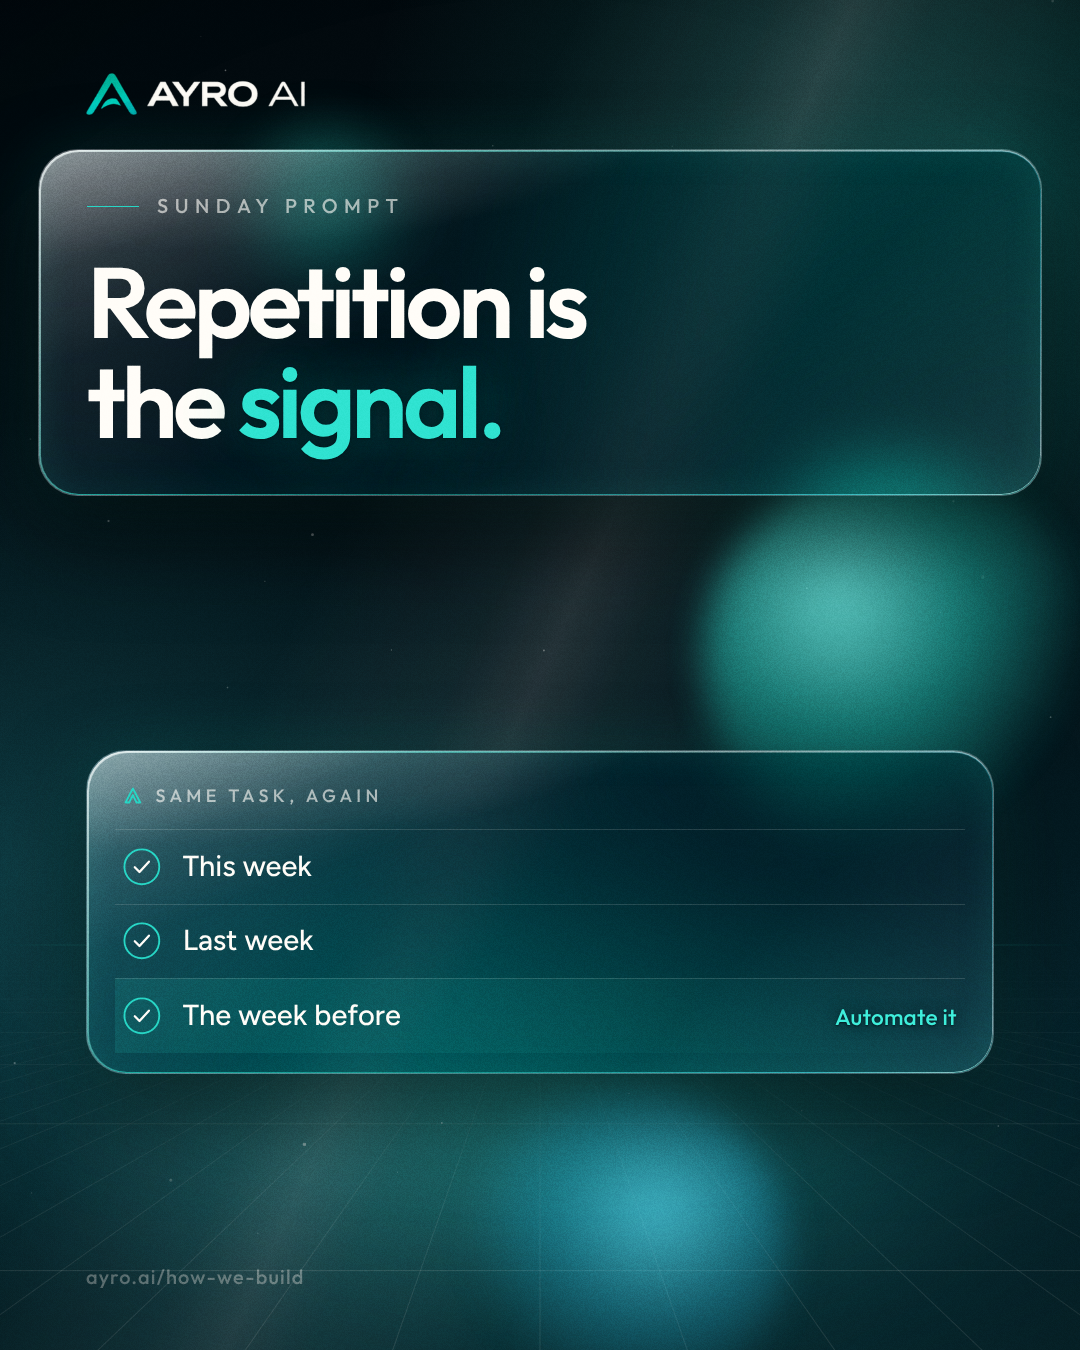 AYRO AI
SUNDAY PROMPT
Repetition is
the signal.
SAME TASK, AGAIN
This week
Last week
The week before
Automate it
ayro.ai/how-we-build